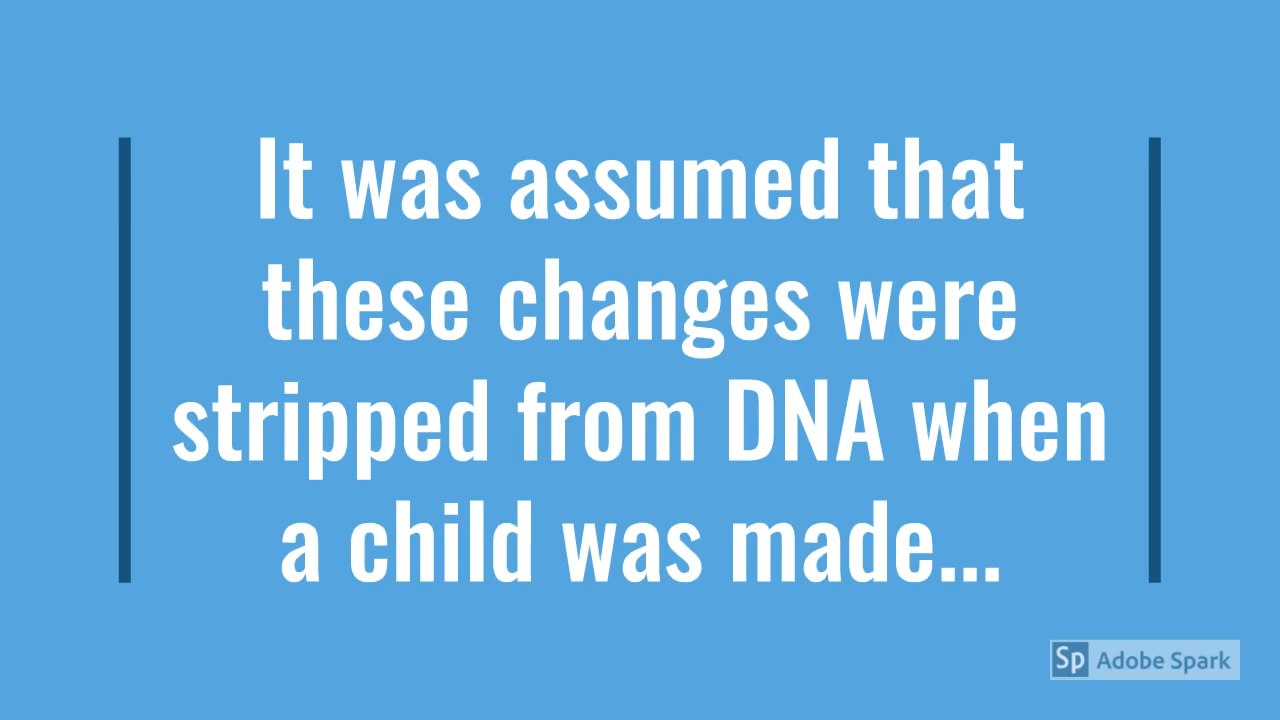 It was assumed that
these changes were
stripped from DNA when
a child was made...
Sp Adobe Spark